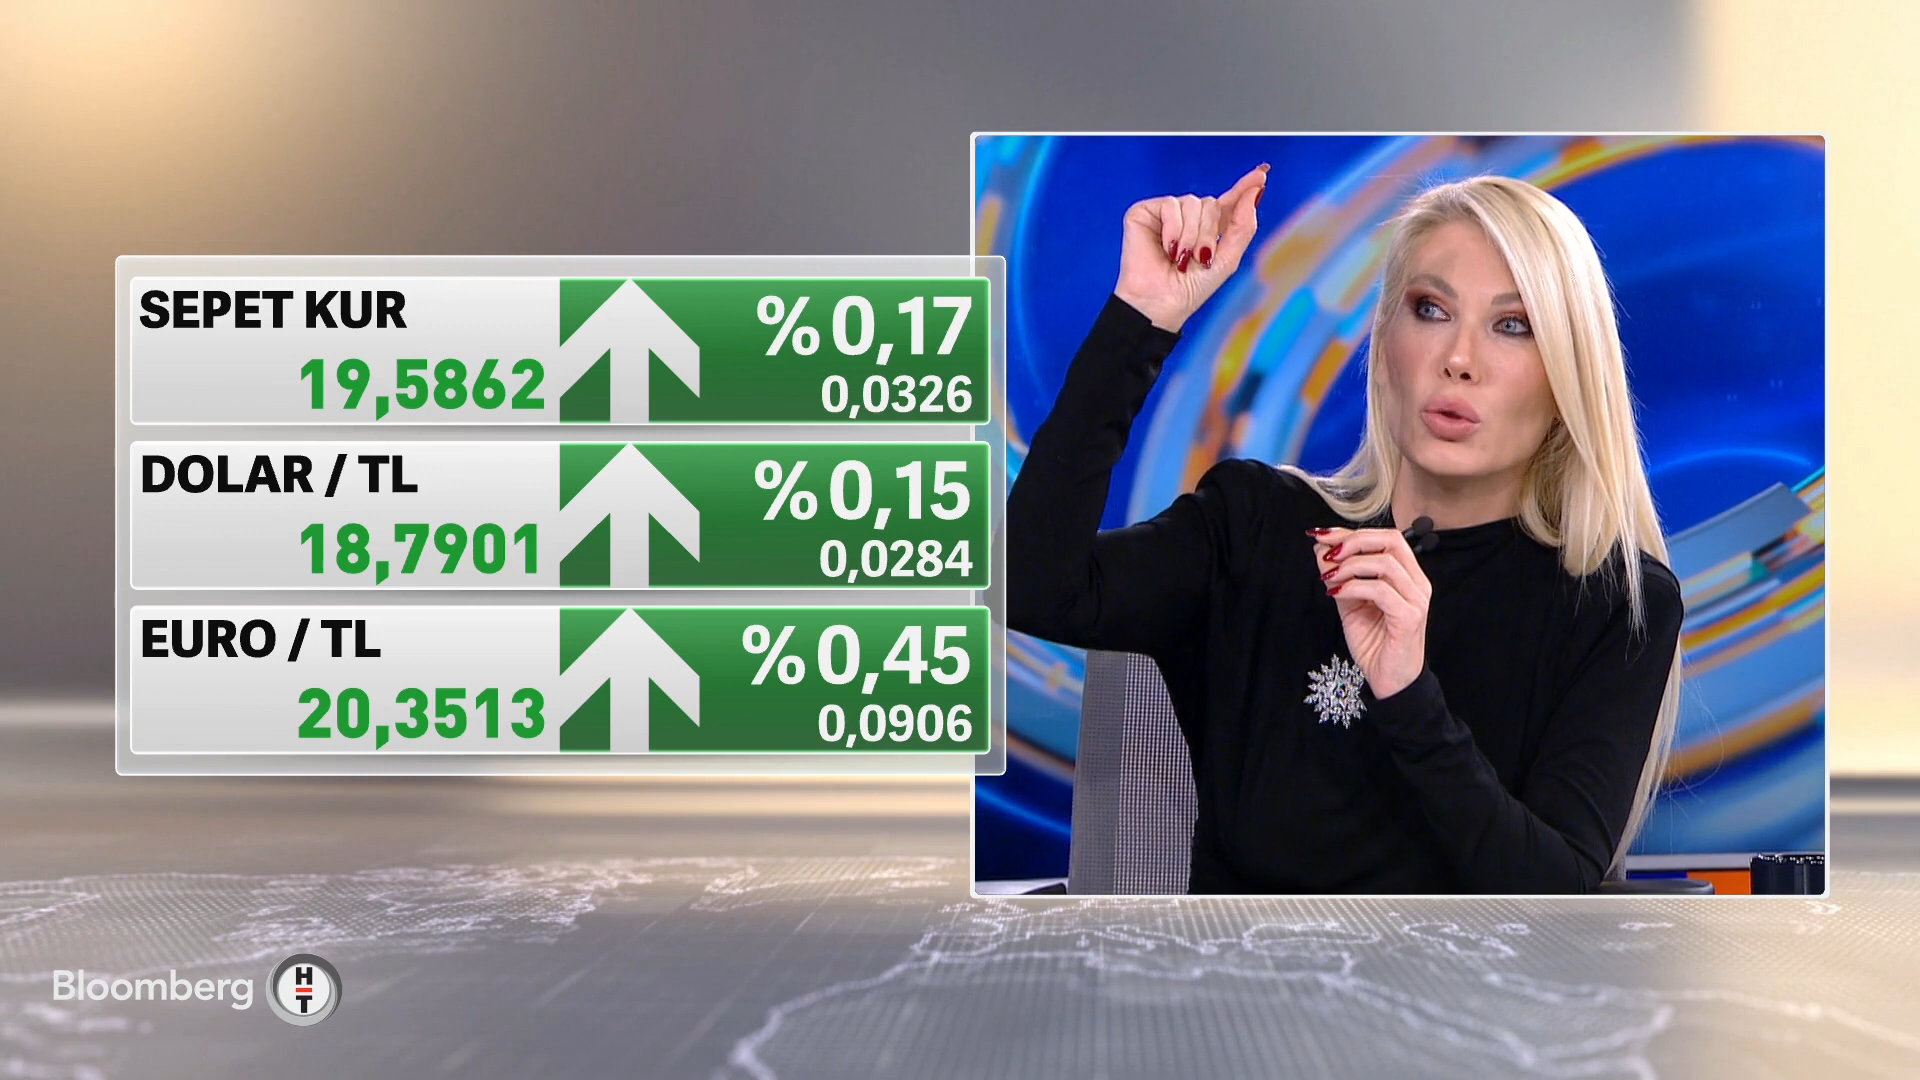 SEPET KUR
19,5862
%0,17
0,0326
DOLAR / TL
18,7901
%0,15
0,0284
EURO / TL
20,3513
%0,45
0,0906
Bloomberg HT